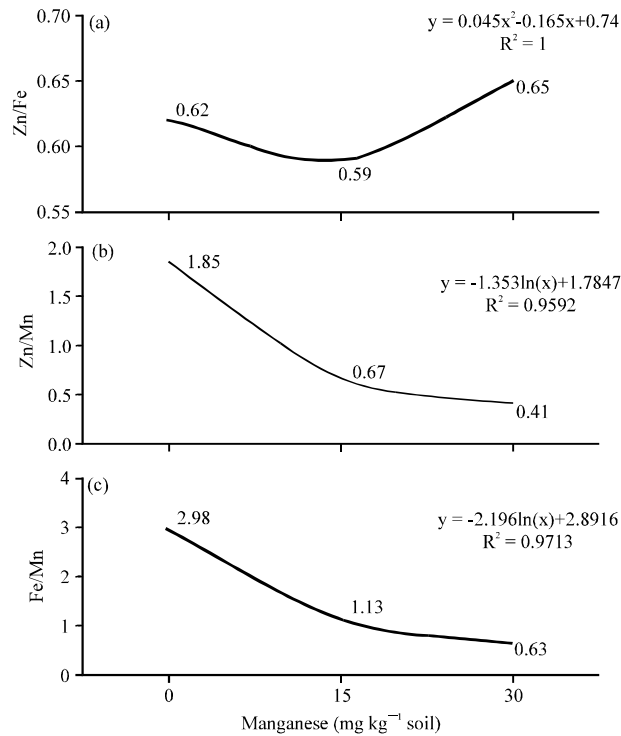 (a)
y = 0.045x²-0.165x+0.74
R² = 1
Zn/Fe
0.70
0.65
0.60
0.55
0.62
0.59
0.65
(b)
y = -1.353ln(x)+1.7847
R² = 0.9592
Zn/Mn
2.0
1.5
1.0
0.5
0.0
1.85
0.67
0.41
(c)
y = -2.196ln(x)+2.8916
R² = 0.9713
Fe/Mn
4
3
2
1
0
2.98
1.13
0.63
0 15 30
Manganese (mg kg⁻¹ soil)